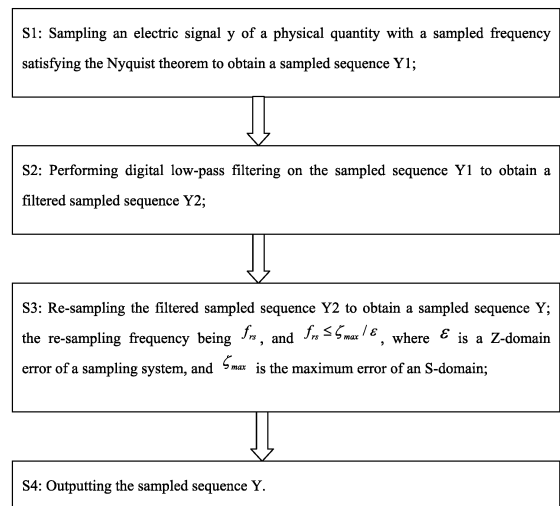 S1: Sampling an electric signal y of a physical quantity with a sampled frequency
satisfying the Nyquist theorem to obtain a sampled sequence Y1;
S2: Performing digital low-pass filtering on the sampled sequence Y1 to obtain a
filtered sampled sequence Y2;
S3: Re-sampling the filtered sampled sequence Y2 to obtain a sampled sequence Y;
the re-sampling frequency being f_rs, and f_rs ≤ ζ_max / ε, where ε is a Z-domain
error of a sampling system, and ζ_max is the maximum error of an S-domain;
S4: Outputting the sampled sequence Y.